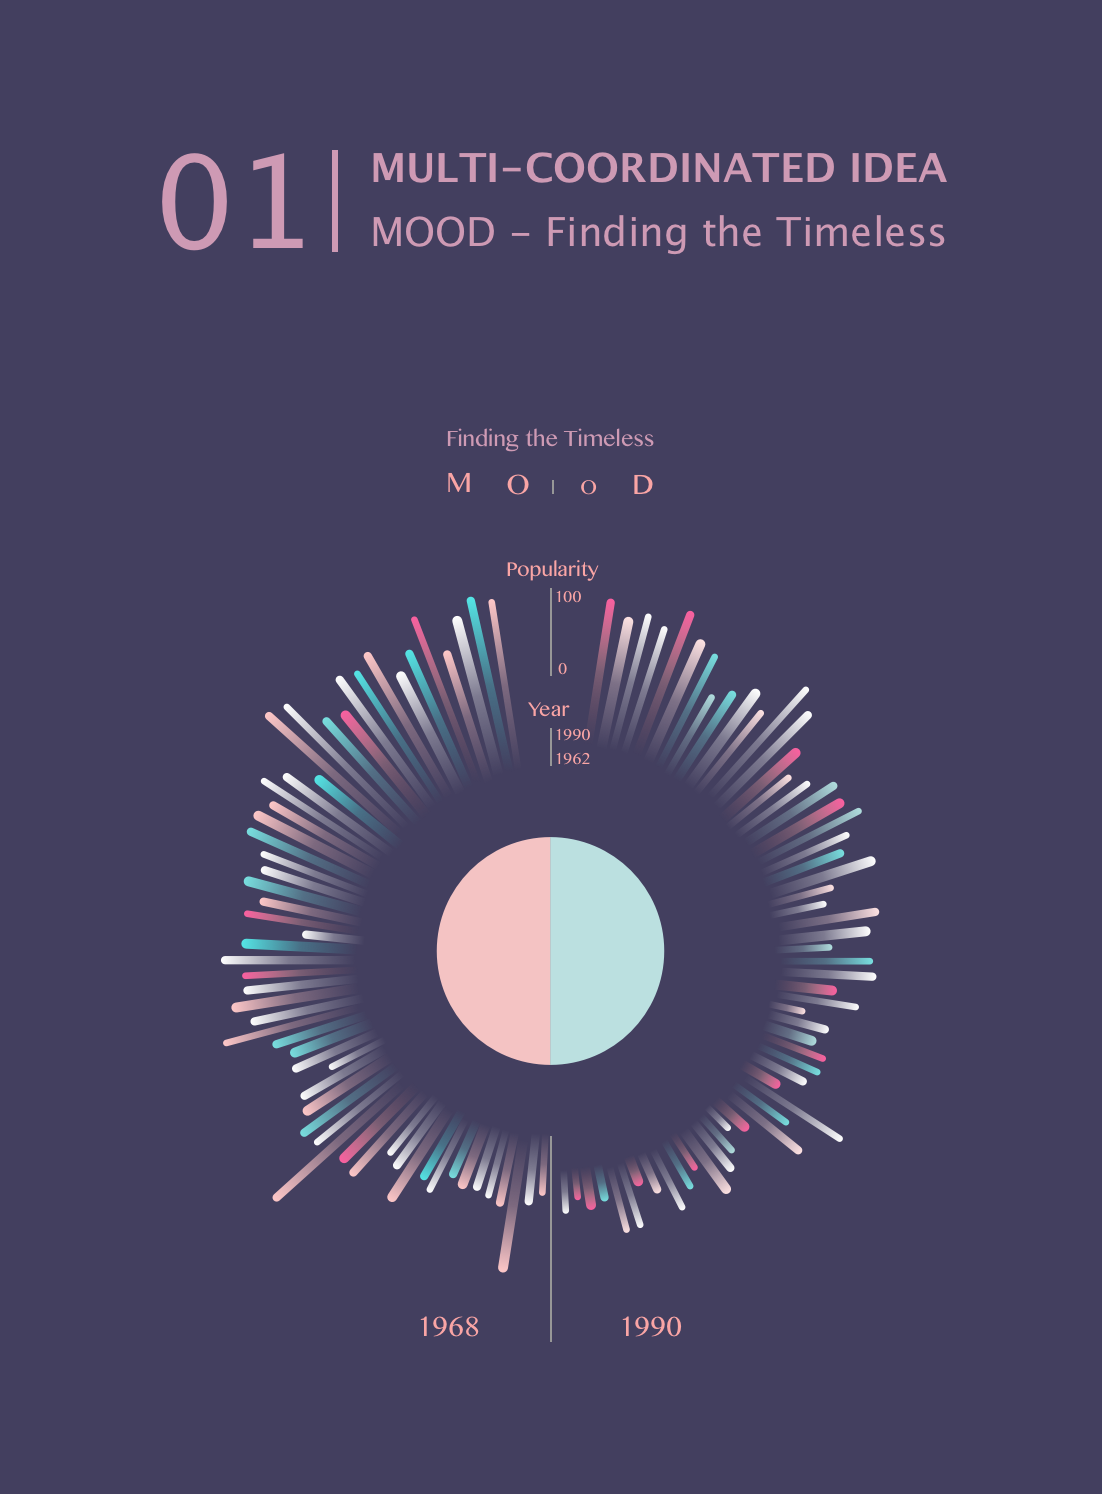 01
MULTI-COORDINATED IDEA
MOOD - Finding the Timeless
Finding the Timeless
M O | o D
Popularity
100
0
Year
1990
1962
1968 1990